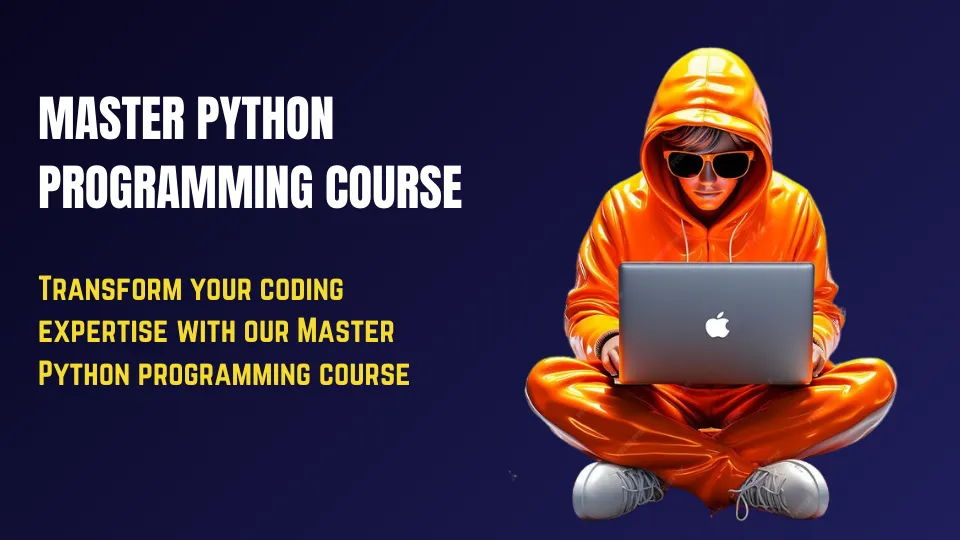 MASTER PYTHON
PROGRAMMING COURSE
Transform your coding
expertise with our Master
Python programming course